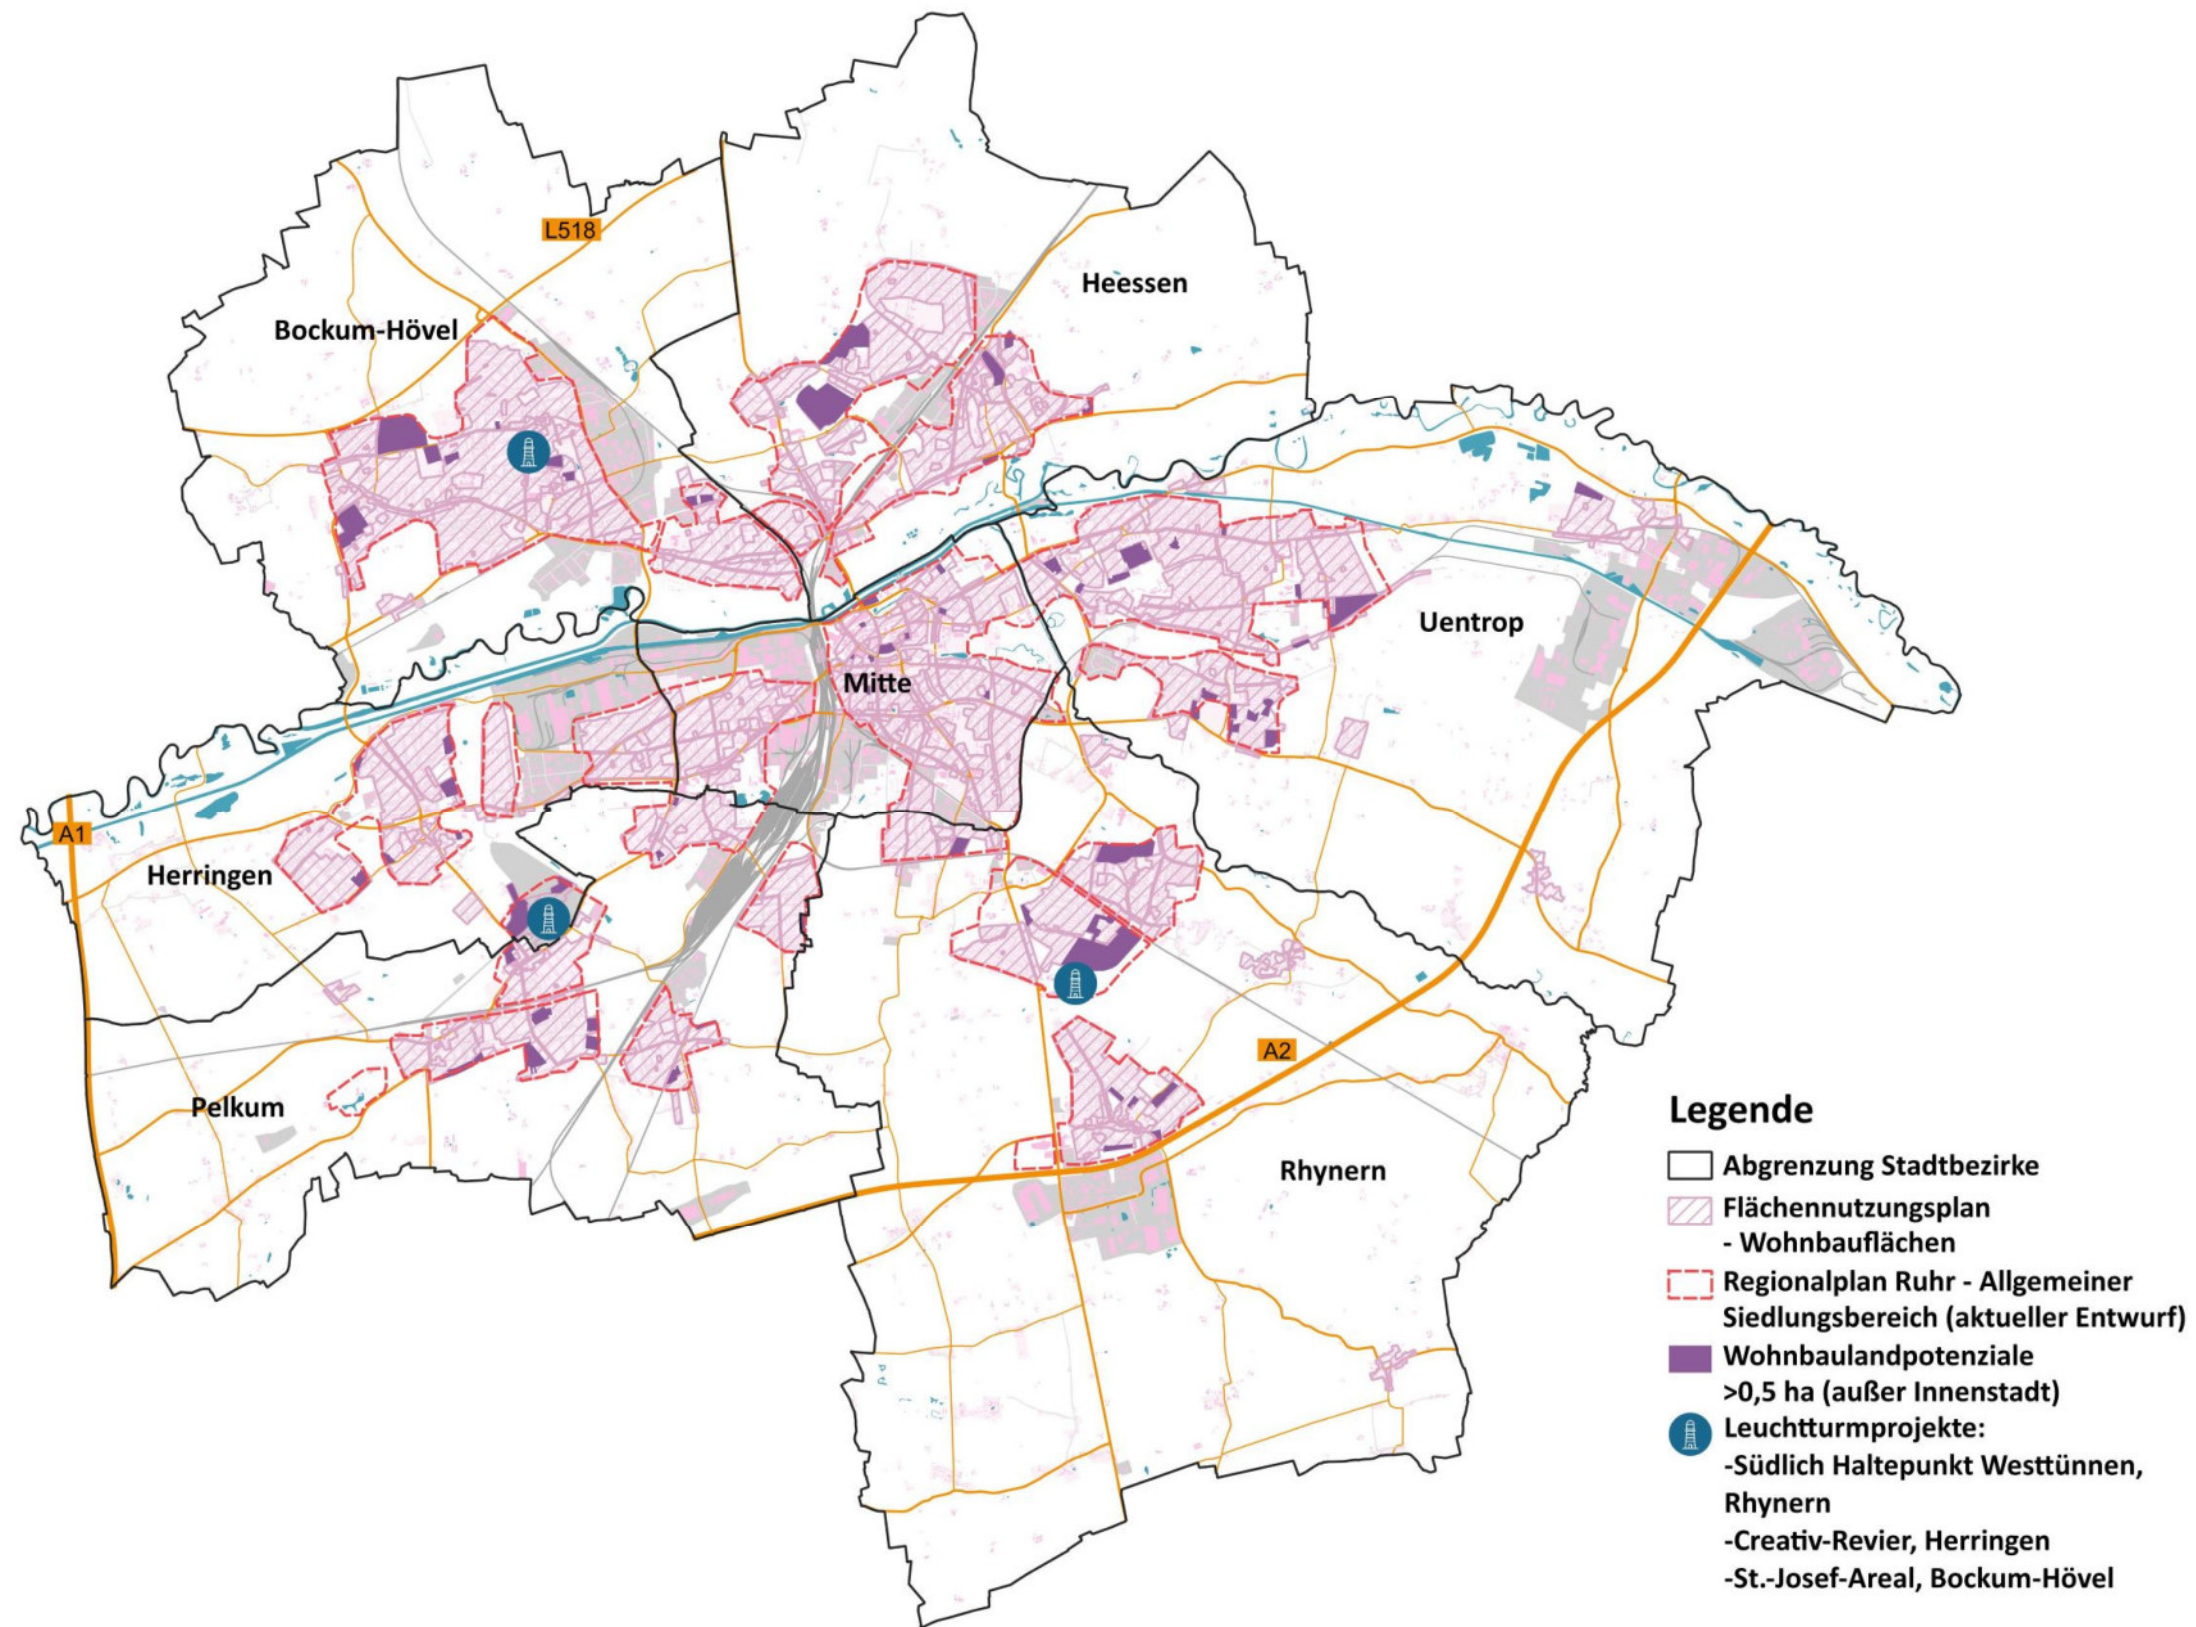 L518
Heessen
Bockum-Hövel
Uentrop
Mitte
A1
Herringen
A2
Pelkum
Rhynern
Legende
Abgrenzung Stadtbezirke
Flächennutzungsplan
- Wohnbauflächen
Regionalplan Ruhr - Allgemeiner
Siedlungsbereich (aktueller Entwurf)
Wohnbaulandpotenziale
>0,5 ha (außer Innenstadt)
Leuchtturmprojekte:
-Südlich Haltepunkt Westtünnen,
Rhynern
-Creativ-Revier, Herringen
-St.-Josef-Areal, Bockum-Hövel